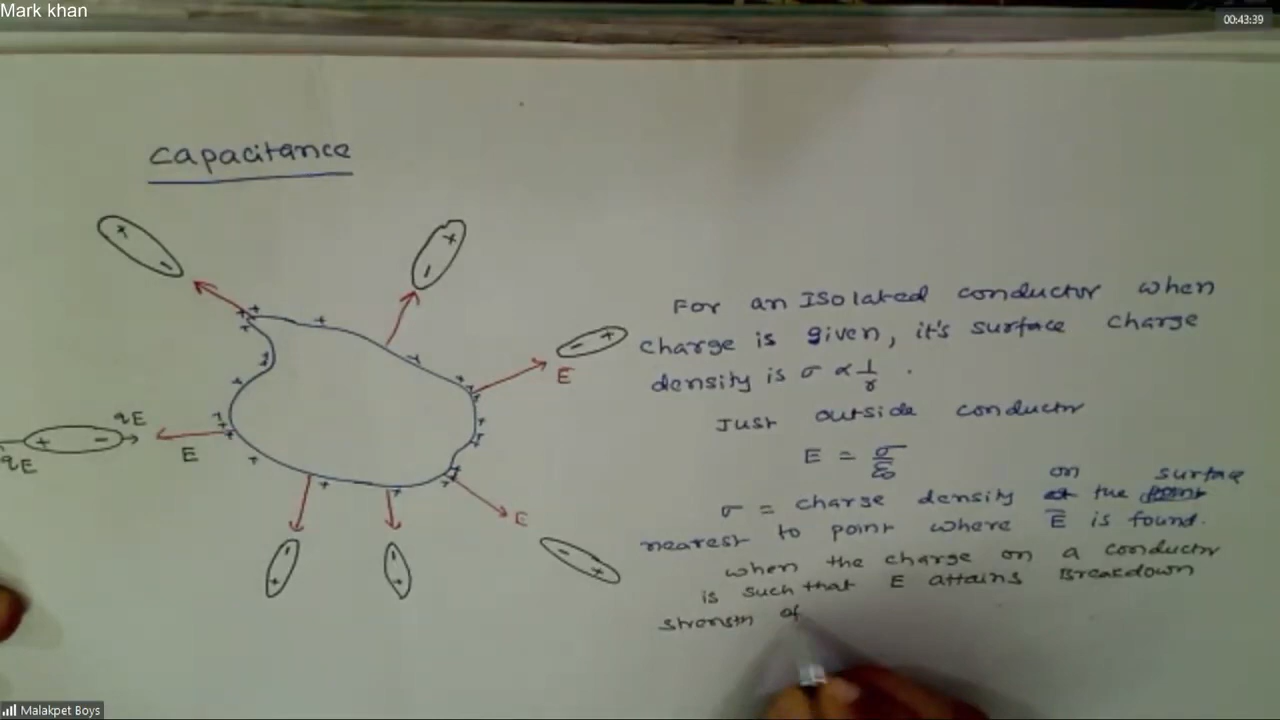 Mark khan
00:43:39
capacitance
+
-
+
-
- +
E
qE
+ -
qE
E
E
- +
- +
- +
For an Isolated conductor when
charge is given, it's surface charge
density is σ ∝ 1/r .
Just outside conductor
E = σ/ε0
on surface
σ = charge density at the point
nearest to point where E is found.
when the charge on a conductor
is such that E attains Breakdown
strength of
Malakpet Boys